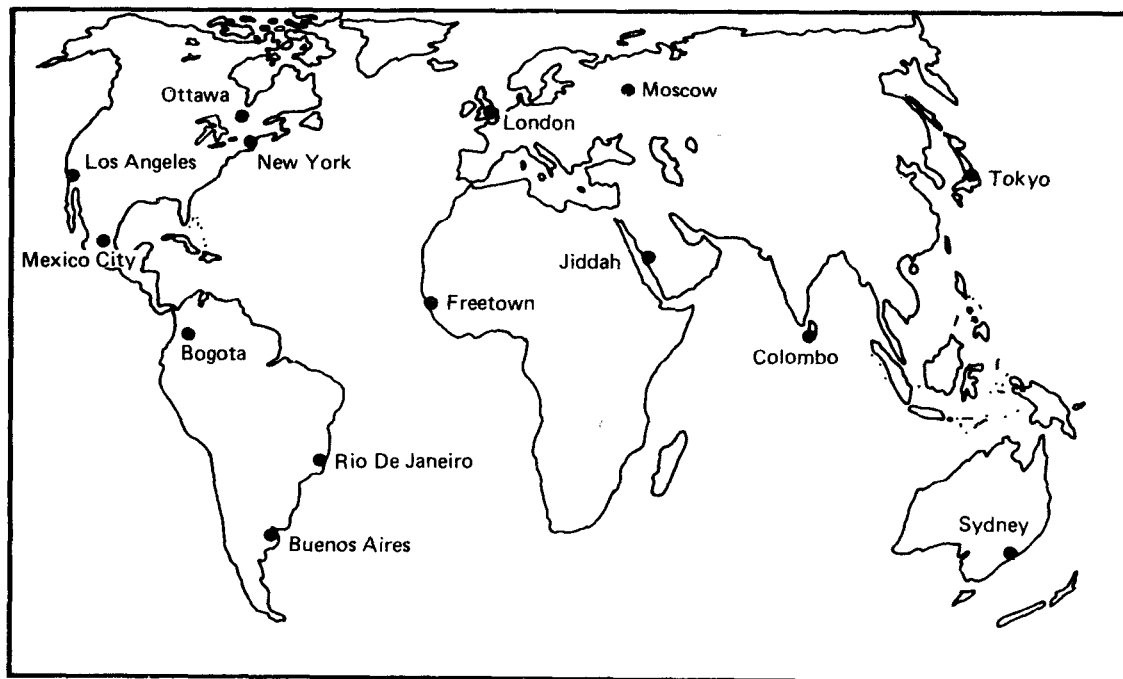 Ottawa
Moscow
London
Los Angeles
New York
Tokyo
Mexico City
Jiddah
Freetown
Bogota
Colombo
Rio De Janeiro
Sydney
Buenos Aires